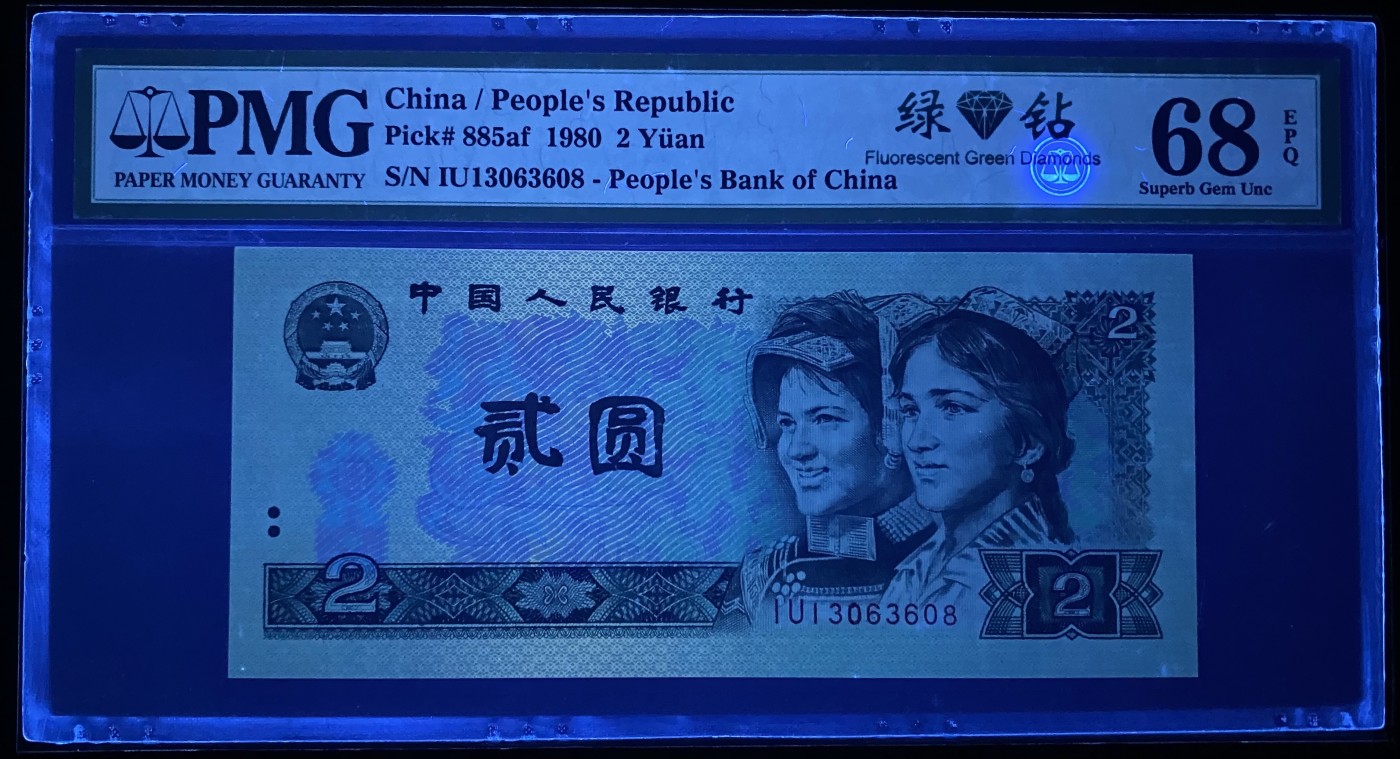 PMG
PAPER MONEY GUARANTY
China / People's Republic
Pick# 885af 1980 2 Yüan
S/N IU13063608 - People's Bank of China
绿 钻
Fluorescent Green Diamonds
68
EPQ
Superb Gem Unc
中国人民银行
2
贰圆
2
IU13063608
2